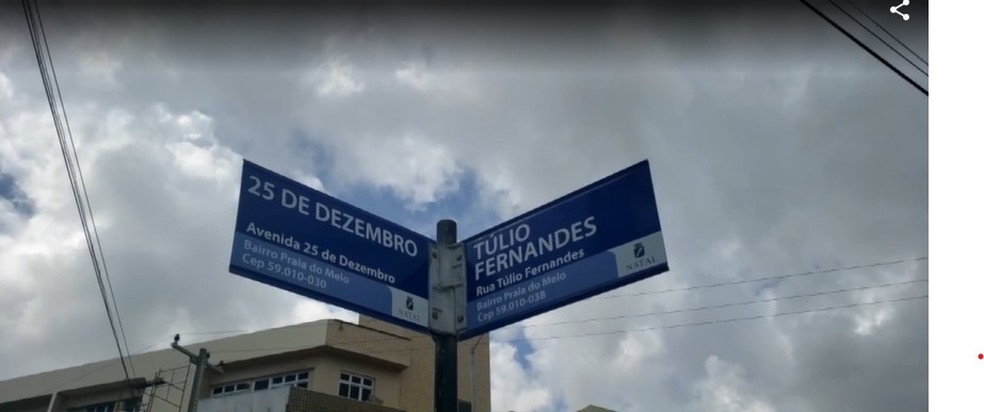 25 DE DEZEMBRO
Avenida 25 de Dezembro
Bairro Praia do Meio
Cep 59.010-030
NATAL
TÚLIO
FERNANDES
Rua Túlio Fernandes
Bairro Praia do Meio
Cep 59.010-038
NATAL